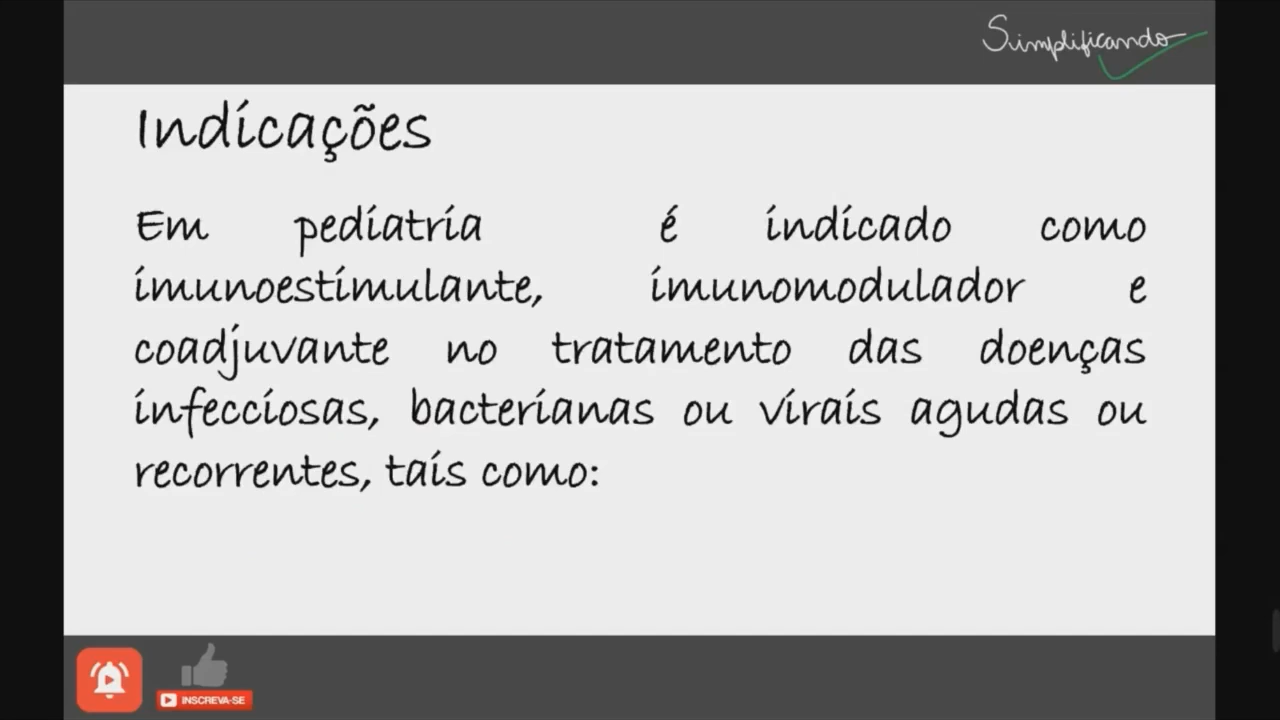 Simplificando
Indicações
Em pediatria é indicado como
imunoestimulante, imunomodulador e
coadjuvante no tratamento das doenças
infecciosas, bacterianas ou virais agudas ou
recorrentes, tais como:
INSCREVA-SE